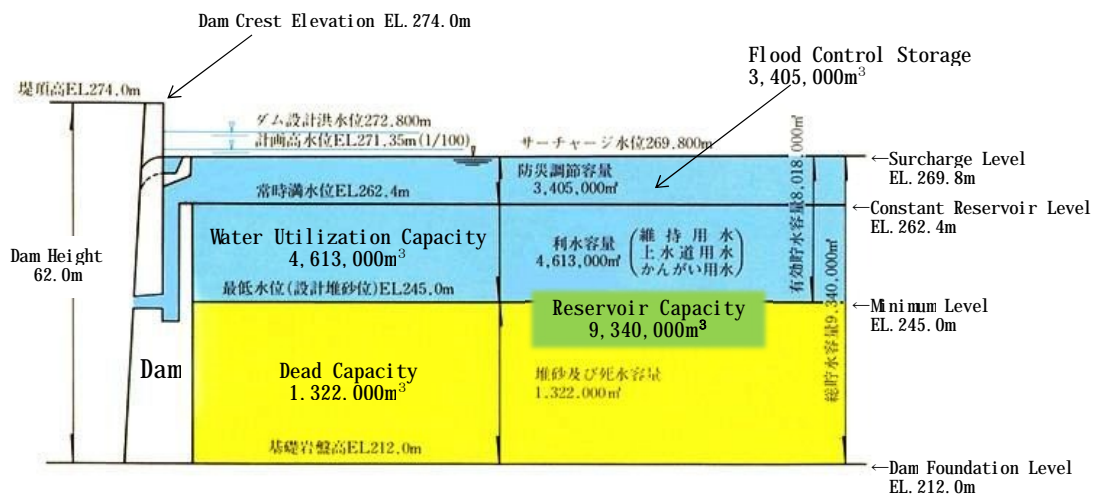 Dam Crest Elevation EL.274.0m
Flood Control Storage
3,405,000m³
堤頂高EL274.0m
ダム設計洪水位272.800m
計画高水位EL271.35m(1/100)
サーチャージ水位269.800m
←Surcharge Level
EL.269.8m
防災調節容量
3,405,000㎥
常時満水位EL262.4m
←Constant Reservoir Level
EL.262.4m
Water Utilization Capacity
4,613,000m³
利水容量
4,613,000㎥
維持用水
上水道用水
かんがい用水
有効貯水容量8,018,000㎥
総貯水容量9,340,000㎥
Dam Height
62.0m
最低水位(設計堆砂位)EL245.0m
←Minimum Level
EL.245.0m
Reservoir Capacity
9,340,000m³
Dam
Dead Capacity
1.322.000m³
堆砂及び死水容量
1.322.000㎥
基礎岩盤高EL212.0m
←Dam Foundation Level
EL.212.0m